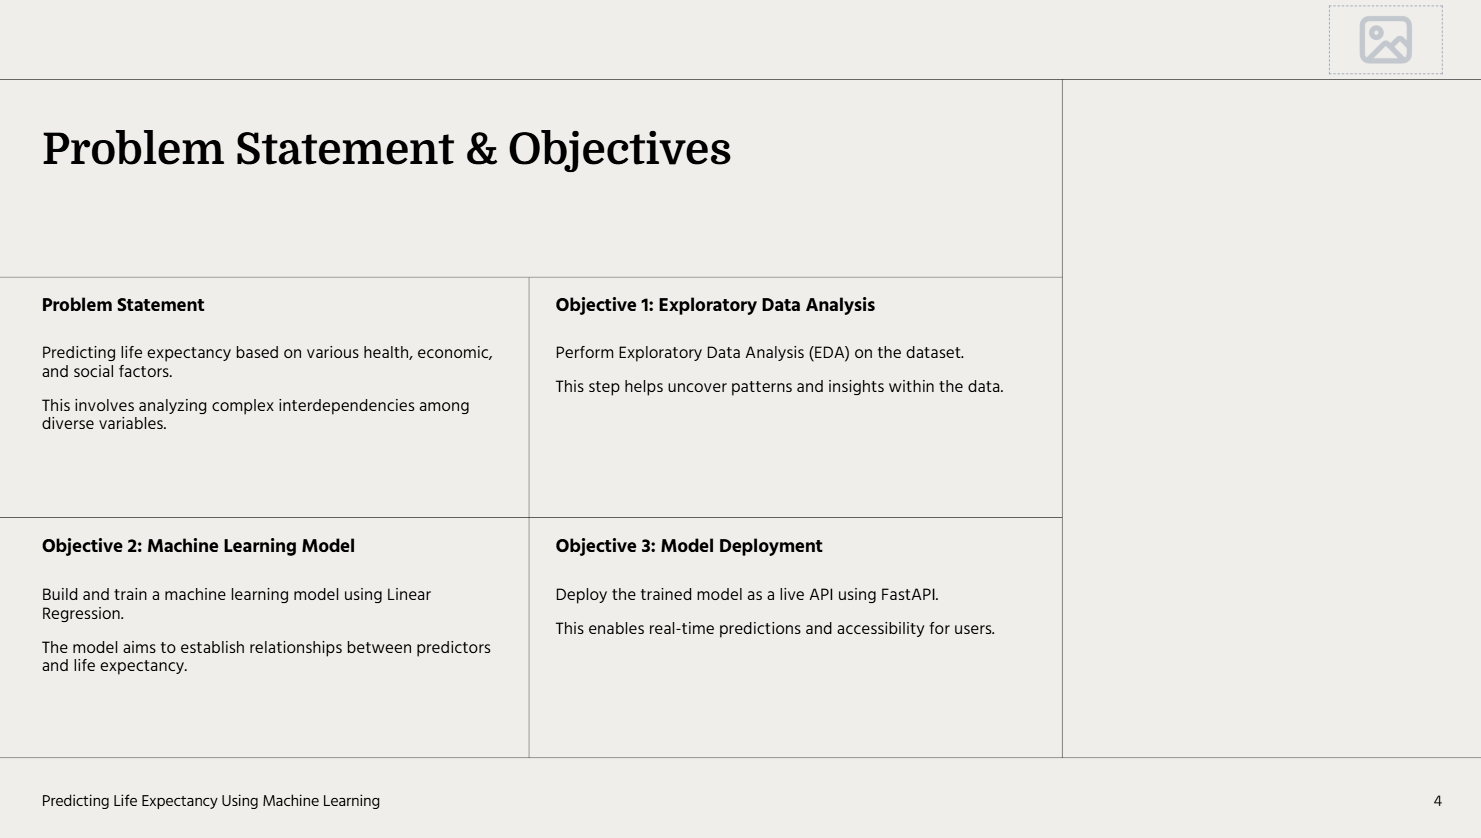 Problem Statement & Objectives
Problem Statement
Predicting life expectancy based on various health, economic,
and social factors.
This involves analyzing complex interdependencies among
diverse variables.
Objective 1: Exploratory Data Analysis
Perform Exploratory Data Analysis (EDA) on the dataset.
This step helps uncover patterns and insights within the data.
Objective 2: Machine Learning Model
Build and train a machine learning model using Linear
Regression.
The model aims to establish relationships between predictors
and life expectancy.
Objective 3: Model Deployment
Deploy the trained model as a live API using FastAPI.
This enables real-time predictions and accessibility for users.
Predicting Life Expectancy Using Machine Learning
4